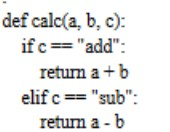 def calc(a, b, c):
    if c == "add":
        return a + b
    elif c == "sub":
        return a - b